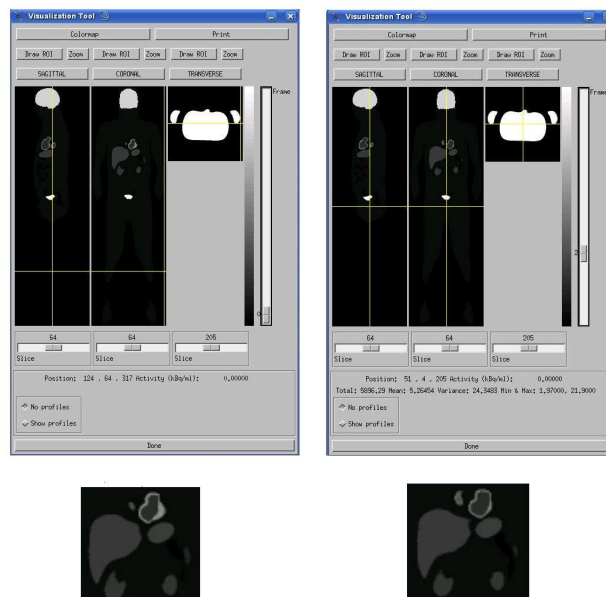 Visualization Tool
Colormap Print
Draw ROI Zoom Draw ROI Zoom Draw ROI Zoom
SAGITTAL CORONAL TRANSVERSE
Frame
0
64 64 205
Slice Slice Slice
Position: 124 , 64 , 317 Activity (kBq/ml): 0,00000
No profiles
Show profiles
Done
Visualization Tool
Colormap Print
Draw ROI Zoom Draw ROI Zoom Draw ROI Zoom
SAGITTAL CORONAL TRANSVERSE
Frame
2
64 64 205
Slice Slice Slice
Position: 51 , 4 , 205 Activity (kBq/ml): 0,00000
Total: 5896,29 Mean: 5,26454 Variance: 24,3483 Min & Max: 1,97000, 21,9000
No profiles
Show profiles
Done